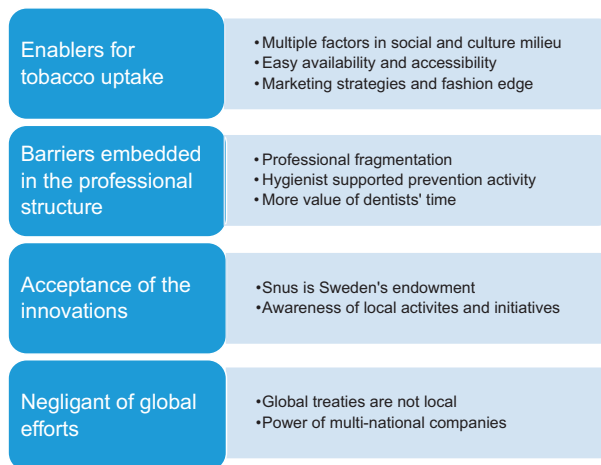 Enablers for
tobacco uptake
•Multiple factors in social and culture milieu
•Easy availability and accessibility
•Marketing strategies and fashion edge
Barriers embedded
in the professional
structure
•Professional fragmentation
•Hygienist supported prevention activity
•More value of dentists' time
Acceptance of the
innovations
•Snus is Sweden's endowment
•Awareness of local activites and initiatives
Negligant of global
efforts
•Global treaties are not local
•Power of multi-national companies